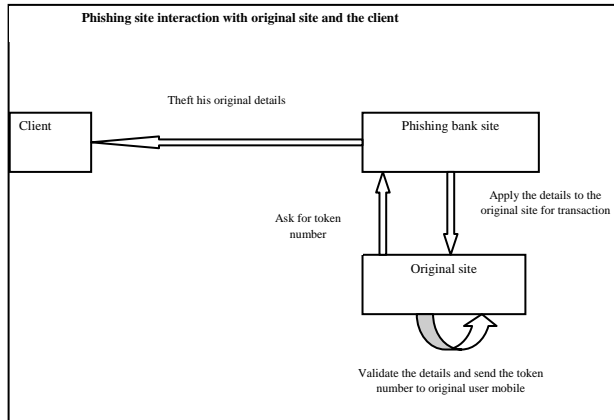 Phishing site interaction with original site and the client
Theft his original details
Client
Phishing bank site
Apply the details to the
original site for transaction
Ask for token
number
Original site
Validate the details and send the token
number to original user mobile